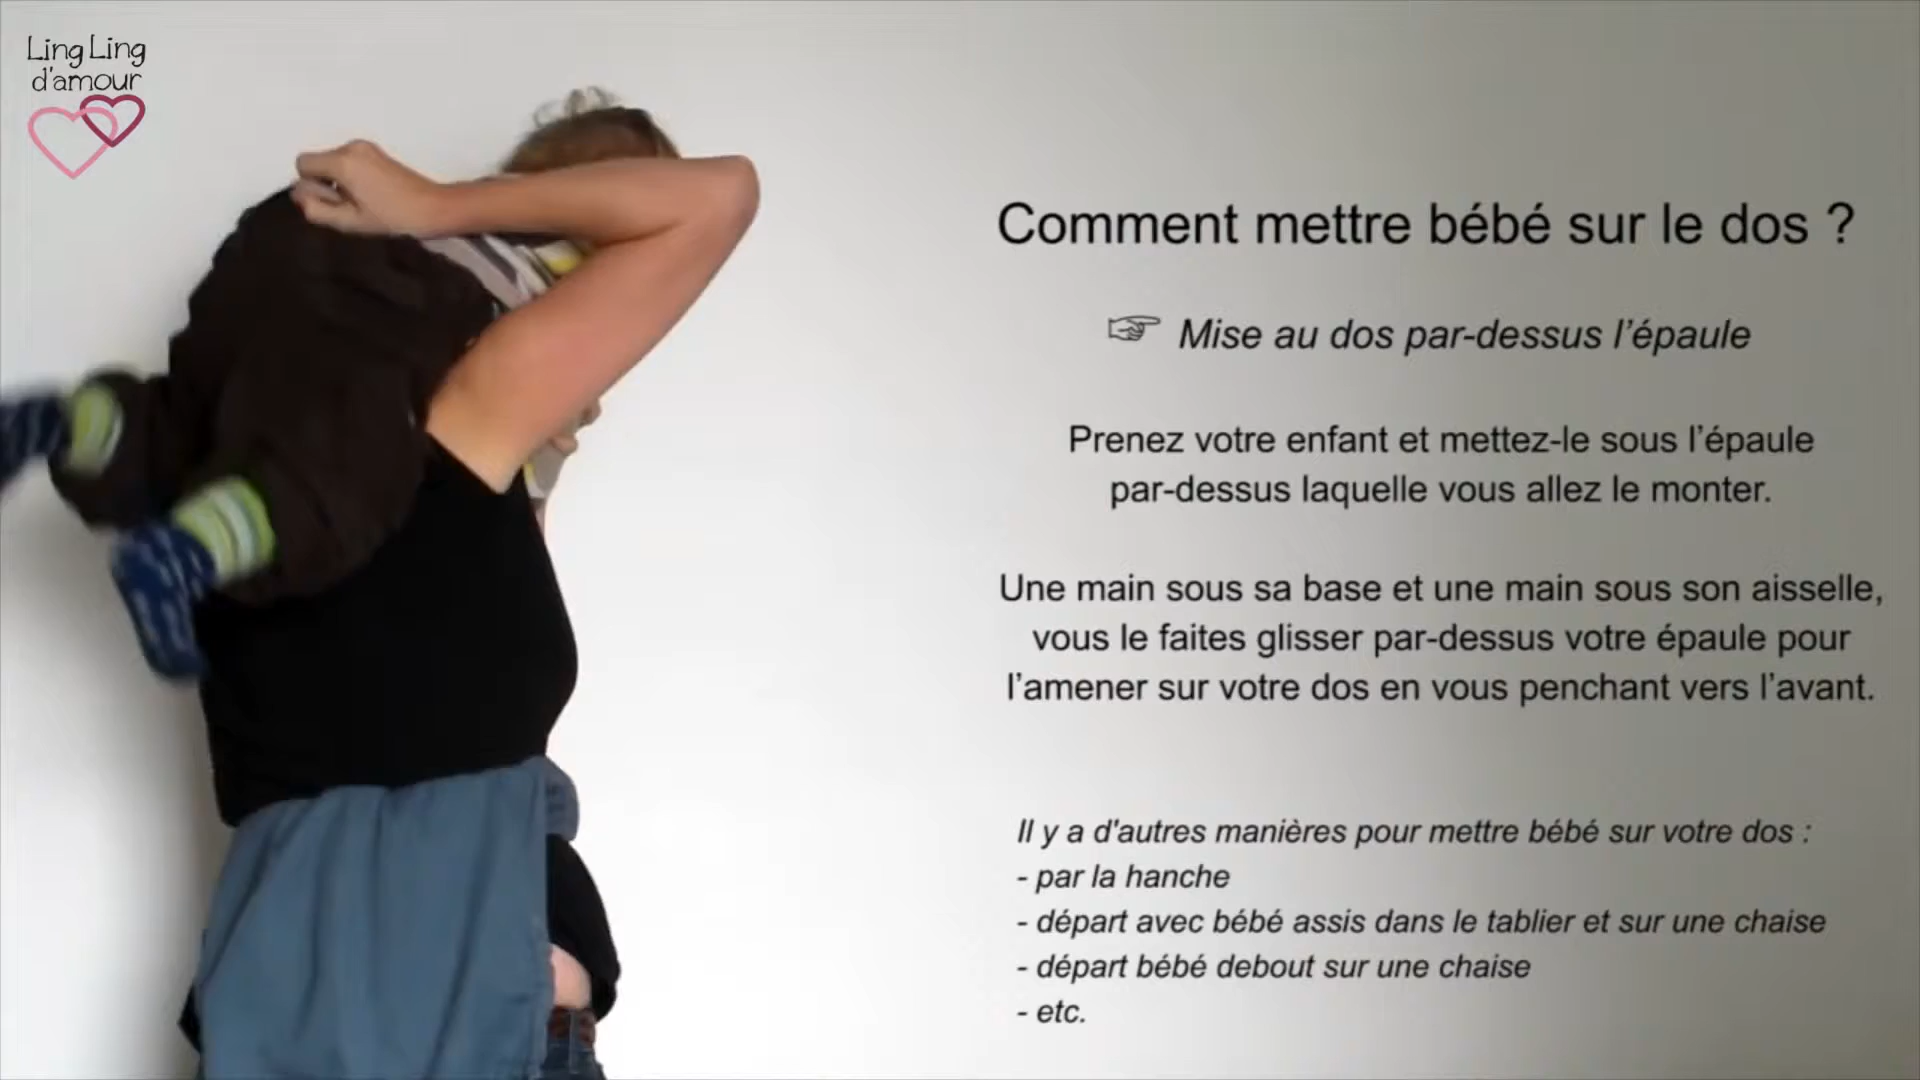 Ling Ling
d'amour
Comment mettre bébé sur le dos ?
☞ Mise au dos par-dessus l’épaule
Prenez votre enfant et mettez-le sous l’épaule
par-dessus laquelle vous allez le monter.
Une main sous sa base et une main sous son aisselle,
vous le faites glisser par-dessus votre épaule pour
l’amener sur votre dos en vous penchant vers l’avant.
Il y a d'autres manières pour mettre bébé sur votre dos :
- par la hanche
- départ avec bébé assis dans le tablier et sur une chaise
- départ bébé debout sur une chaise
- etc.